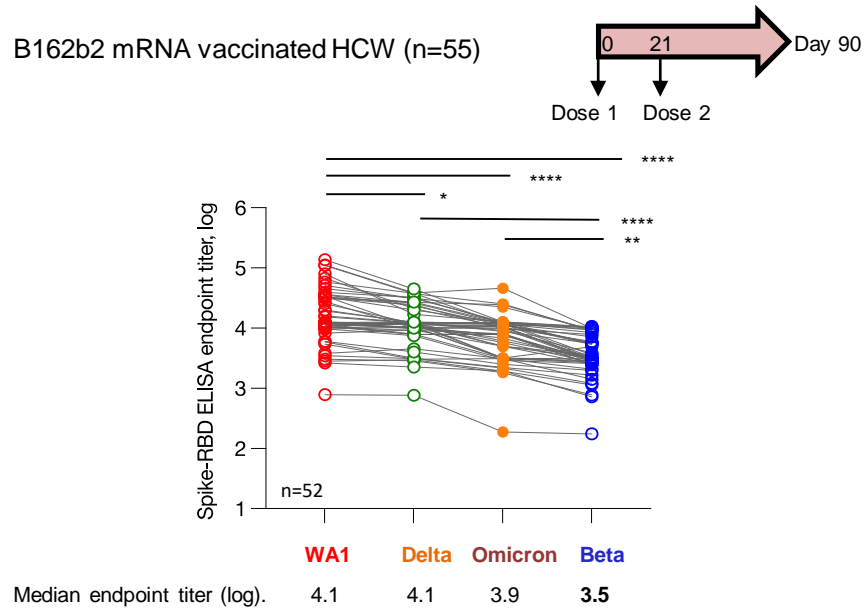 B162b2 mRNA vaccinated HCW (n=55)
0 21
Day 90
Dose 1 Dose 2
****
****
*
****
**
Spike-RBD ELISA endpoint titer, log
6
5
4
3
2
1
n=52
WA1 Delta Omicron Beta
Median endpoint titer (log). 4.1 4.1 3.9 3.5